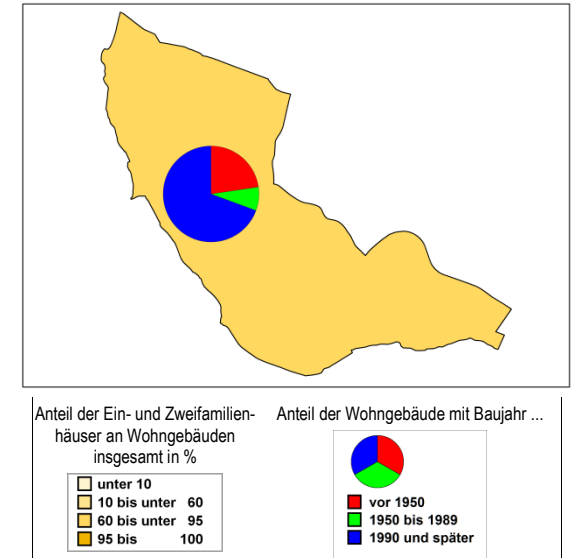 Anteil der Ein- und Zweifamilien-
häuser an Wohngebäuden
insgesamt in %
unter 10
10 bis unter 60
60 bis unter 95
95 bis 100
Anteil der Wohngebäude mit Baujahr ...
vor 1950
1950 bis 1989
1990 und später